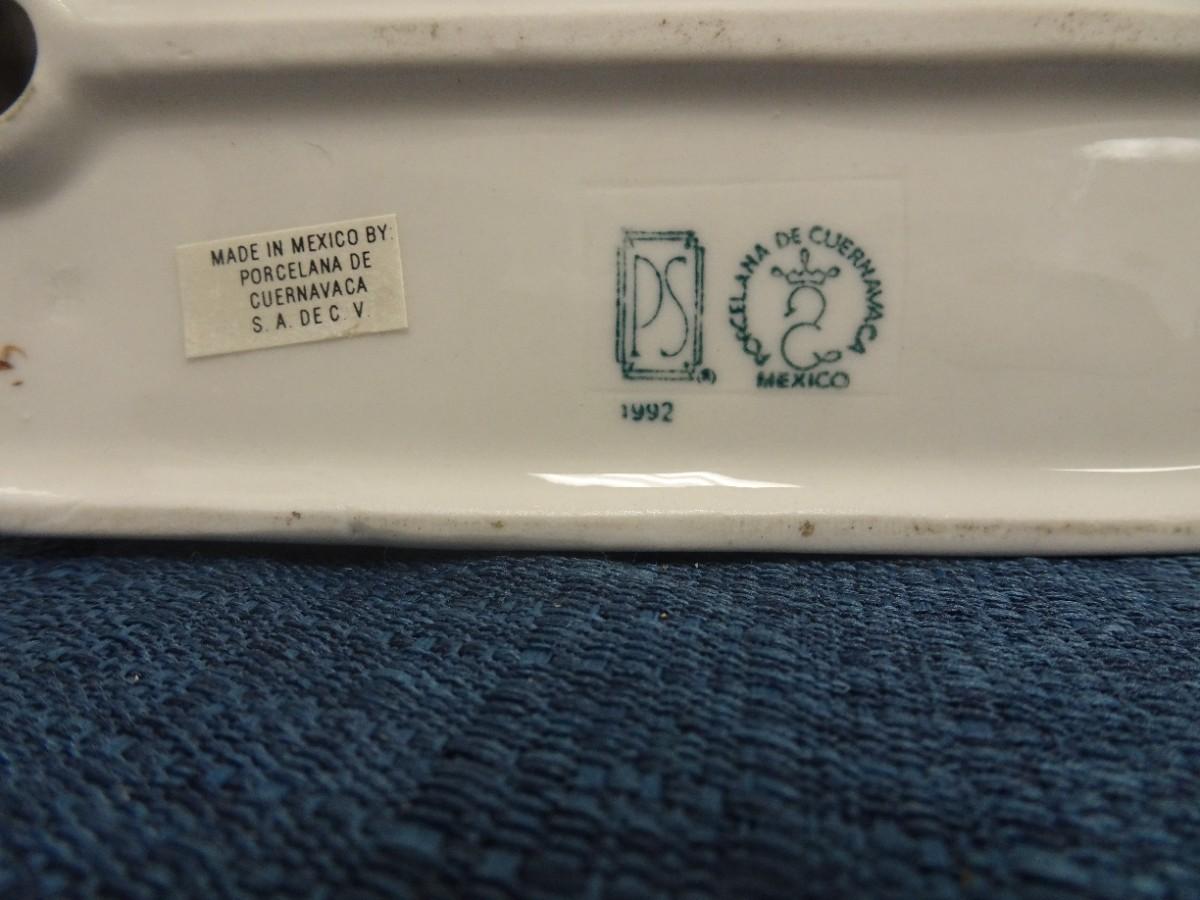 MADE IN MEXICO BY:
PORCELANA DE
CUERNAVACA
S. A. DE C. V.
PS
(R)
1992
PORCELANA DE CUERNAVACA
MEXICO